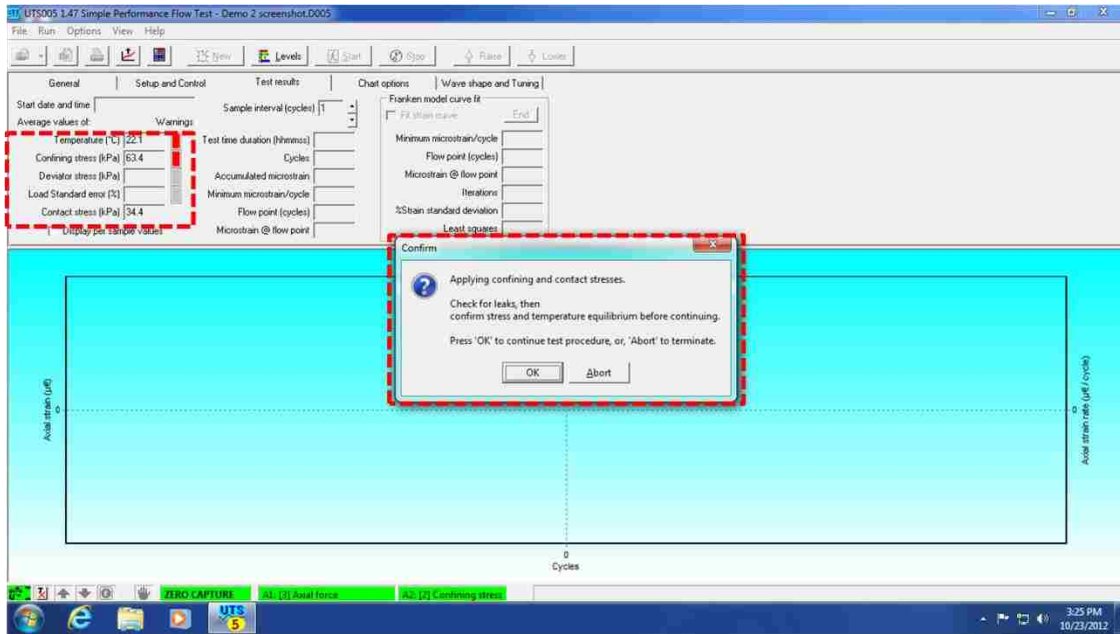 UTS005 1.47 Simple Performance Flow Test - Demo 2 screenshot.D005
File Run Options View Help
New Levels Start Stop Raise Lower
General Setup and Control Test results Chart options Wave shape and Tuning
Start date and time
Sample interval (cycles) 1
Franken model curve fit
Fit strain curve End
Average values of: Warnings
Temperature (°C) 22.1
Confining stress (kPa) 63.4
Deviator stress (kPa)
Load Standard error (%)
Contact stress (kPa) 34.4
Display per sample values
Test time duration (hhmmss)
Cycles
Accumulated microstrain
Minimum microstrain/cycle
Flow point (cycles)
Microstrain @ flow point
Minimum microstrain/cycle
Flow point (cycles)
Microstrain @ flow point
Iterations
%Strain standard deviation
Least squares
Confirm
Applying confining and contact stresses.
Check for leaks, then
confirm stress and temperature equilibrium before continuing.
Press 'OK' to continue test procedure, or, 'Abort' to terminate.
OK Abort
Axial strain (µ€)
0
0
Axial strain rate (µ€ / cycle)
0
Cycles
ZERO CAPTURE A1: [3] Axial force A2: [2] Confining stress
UTS
5
3:25 PM
10/23/2012